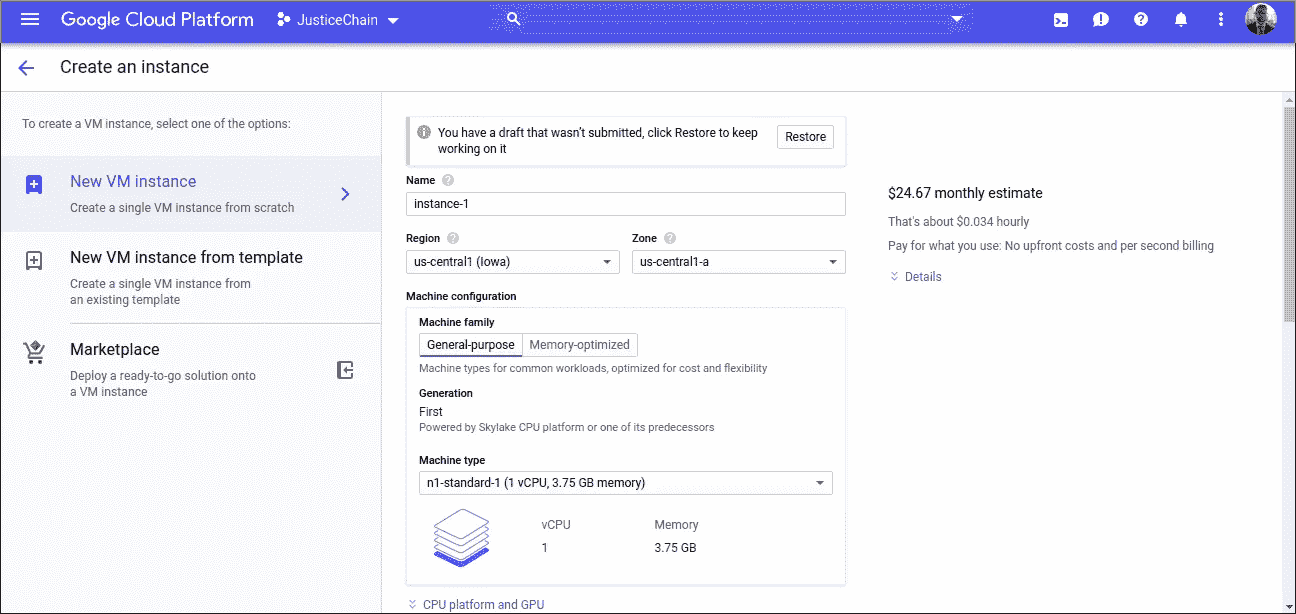 Google Cloud Platform
JusticeChain
Create an instance
To create a VM instance, select one of the options:
New VM instance
Create a single VM instance from scratch
New VM instance from template
Create a single VM instance from
an existing template
Marketplace
Deploy a ready-to-go solution onto
a VM instance
You have a draft that wasn't submitted, click Restore to keep
working on it
Restore
Name
instance-1
Region
Zone
us-central1 (Iowa)
us-central1-a
Machine configuration
Machine family
General-purpose
Memory-optimized
Machine types for common workloads, optimized for cost and flexibility
Generation
First
Powered by Skylake CPU platform or one of its predecessors
Machine type
n1-standard-1 (1 vCPU, 3.75 GB memory)
vCPU
Memory
1
3.75 GB
CPU platform and GPU
$24.67 monthly estimate
That's about $0.034 hourly
Pay for what you use: No upfront costs and per second billing
Details